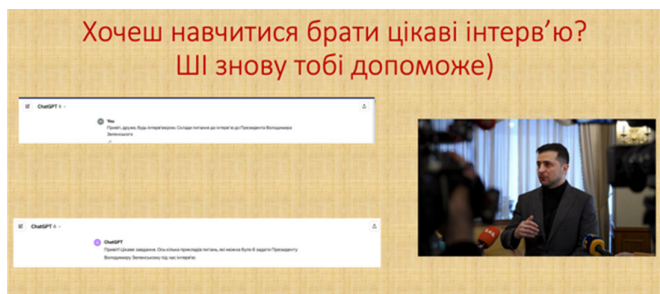 Хочеш навчитися брати цікаві інтерв’ю?
ШІ знову тобі допоможе)
ChatGPT
You
Привіт, друже. Будь інтерв'юером. Склади питання до інтерв'ю до Президента Володимира
Зеленського
ChatGPT
ChatGPT
Привіт! Цікаве завдання. Ось кілька прикладів питань, які можна було б задати Президенту
Володимиру Зеленському під час інтерв'ю: